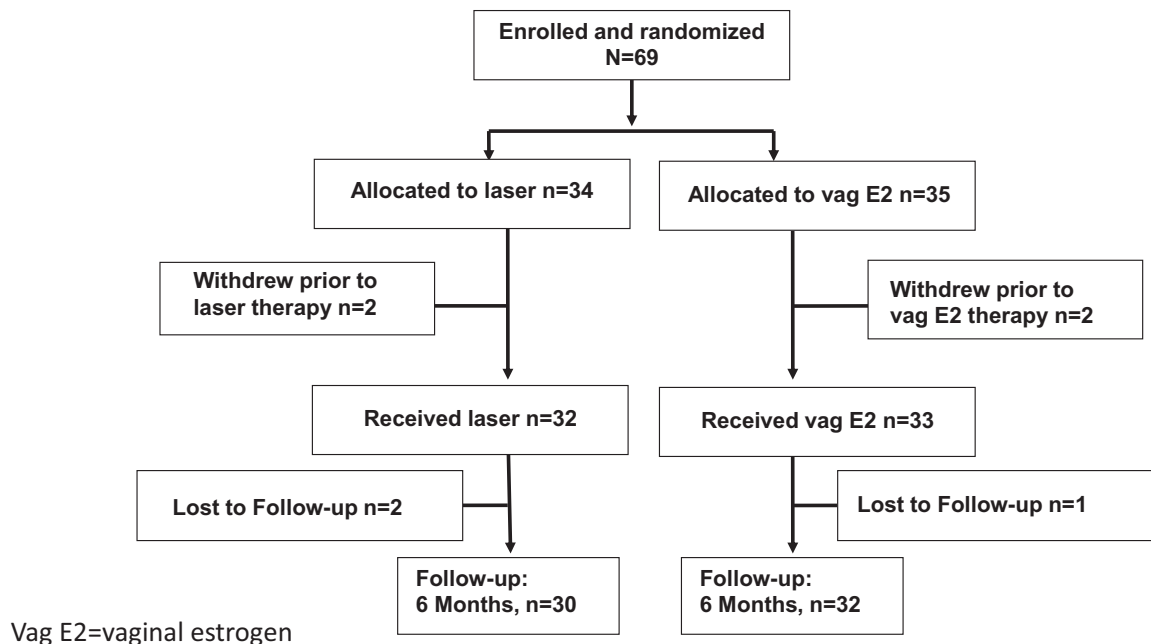 Enrolled and randomized
N=69
Allocated to laser n=34
Allocated to vag E2 n=35
Withdrew prior to
laser therapy n=2
Withdrew prior to
vag E2 therapy n=2
Received laser n=32
Received vag E2 n=33
Lost to Follow-up n=2
Lost to Follow-up n=1
Follow-up:
6 Months, n=30
Follow-up:
6 Months, n=32
Vag E2=vaginal estrogen